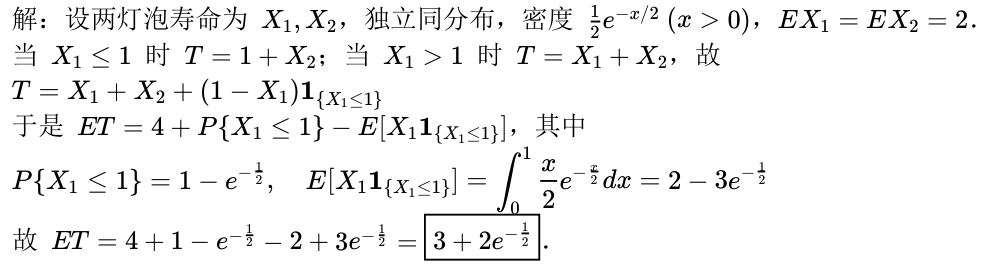 解：设两灯泡寿命为 X₁, X₂，独立同分布，密度 ½e^{-x/2} (x > 0)，EX₁ = EX₂ = 2.
当 X₁ ≤ 1 时 T = 1 + X₂；当 X₁ > 1 时 T = X₁ + X₂，故
T = X₁ + X₂ + (1 − X₁)1_{{X₁≤1}}
于是 ET = 4 + P{X₁ ≤ 1} − E[X₁1_{{X₁≤1}}]，其中
P{X₁ ≤ 1} = 1 − e^{-1/2}, E[X₁1_{{X₁≤1}}] = ∫₀¹ x/2 e^{-x/2} dx = 2 − 3e^{-1/2}
故 ET = 4 + 1 − e^{-1/2} − 2 + 3e^{-1/2} = 3 + 2e^{-1/2}.